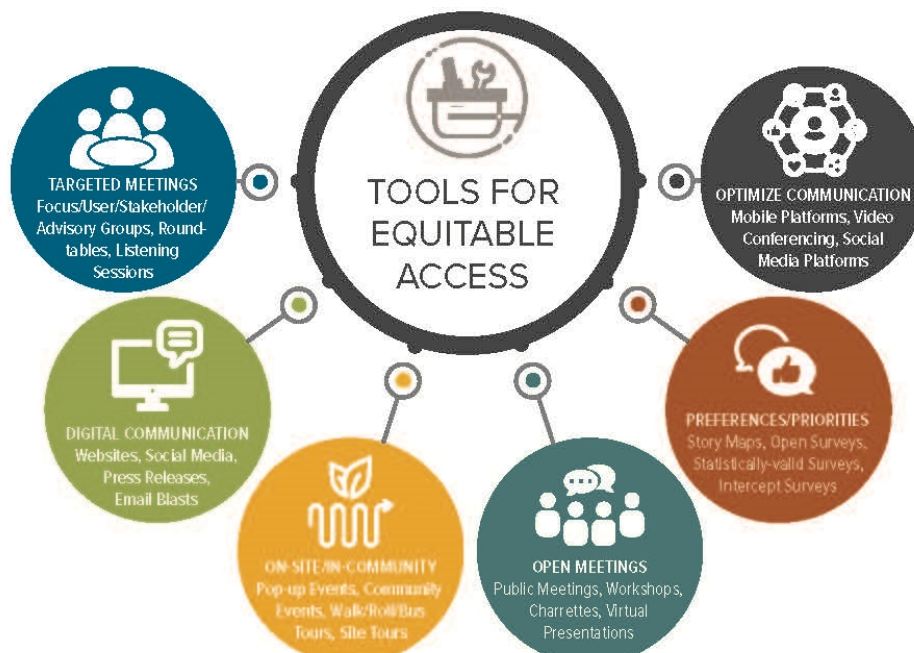 TOOLS FOR
EQUITABLE
ACCESS
TARGETED MEETINGS
Focus/User/Stakeholder/
Advisory Groups, Round-
tables, Listening
Sessions
DIGITAL COMMUNICATION
Websites, Social Media,
Press Releases,
Email Blasts
ON-SITE/IN-COMMUNITY
Pop-up Events, Community
Events, Walk/Roll/Bus
Tours, Site Tours
OPEN MEETINGS
Public Meetings, Workshops,
Charrettes, Virtual
Presentations
PREFERENCES/PRIORITIES
Story Maps, Open Surveys,
Statistically-valid Surveys,
Intercept Surveys
OPTIMIZE COMMUNICATION
Mobile Platforms, Video
Conferencing, Social
Media Platforms